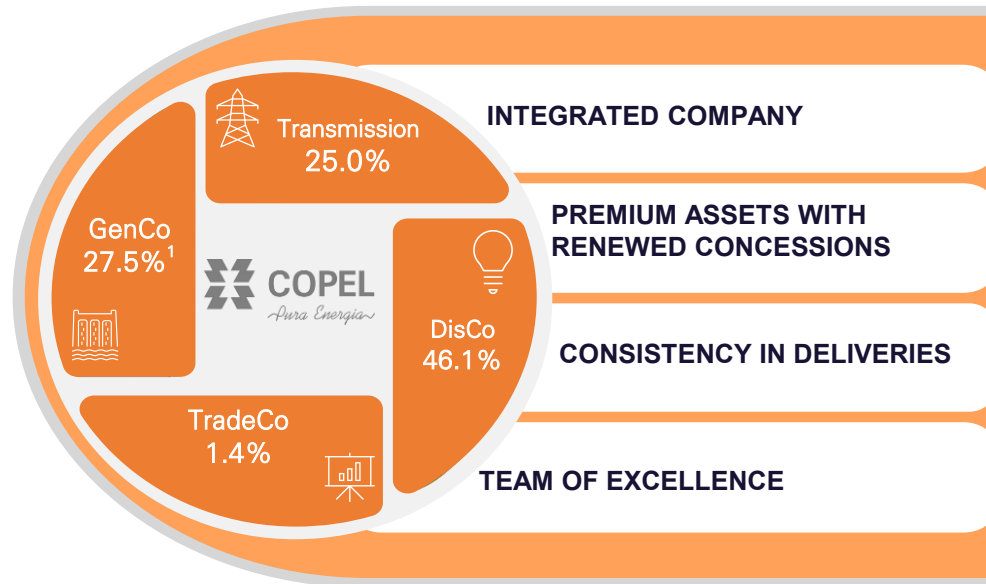 Transmission
25.0%
GenCo
27.5%¹
COPEL
Pura Energia
DisCo
46.1%
TradeCo
1.4%
INTEGRATED COMPANY
PREMIUM ASSETS WITH
RENEWED CONCESSIONS
CONSISTENCY IN DELIVERIES
TEAM OF EXCELLENCE